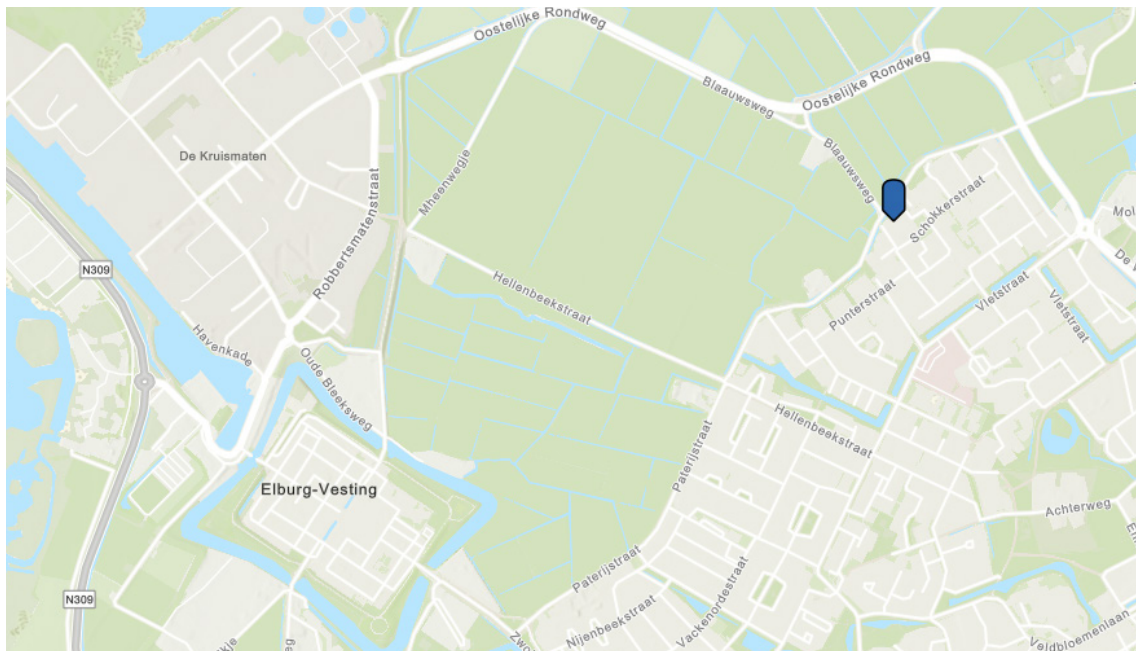 Oostelijke Rondweg
Blaauwsweg
Oostelijke Rondweg
De Kruismaten
Mheenwegje
Blaauwsweg
Robbertsmatenstraat
Schokkerstraat
N309
Hellenbeekstraat
Punterstraat
Vletstraat
Vletstraat
Havenkade
Oude Bleeksweg
Hellenbeekstraat
Paterijstraat
Elburg-Vesting
Achterweg
Paterijstraat
N309
Nijenbeekstraat
Vackenordestraat
Veldbloemenlaan